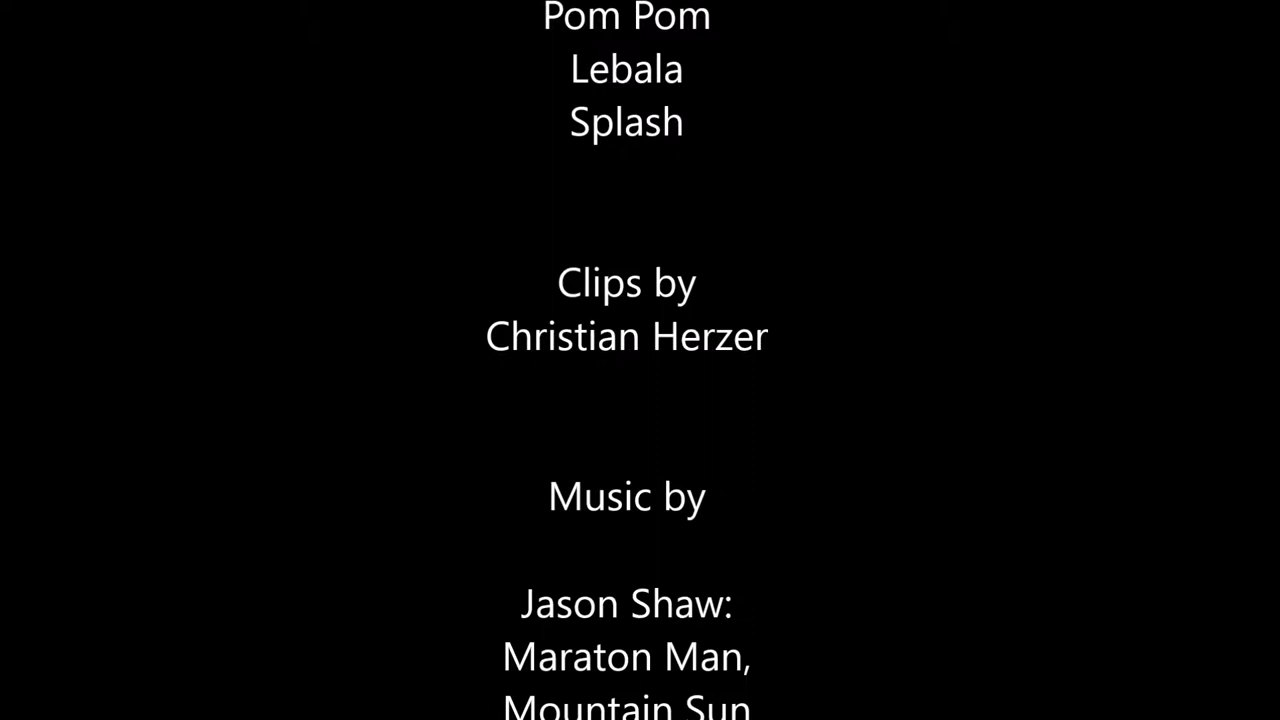 Pom Pom
Lebala
Splash
Clips by
Christian Herzer
Music by
Jason Shaw:
Maraton Man,
Mountain Sun